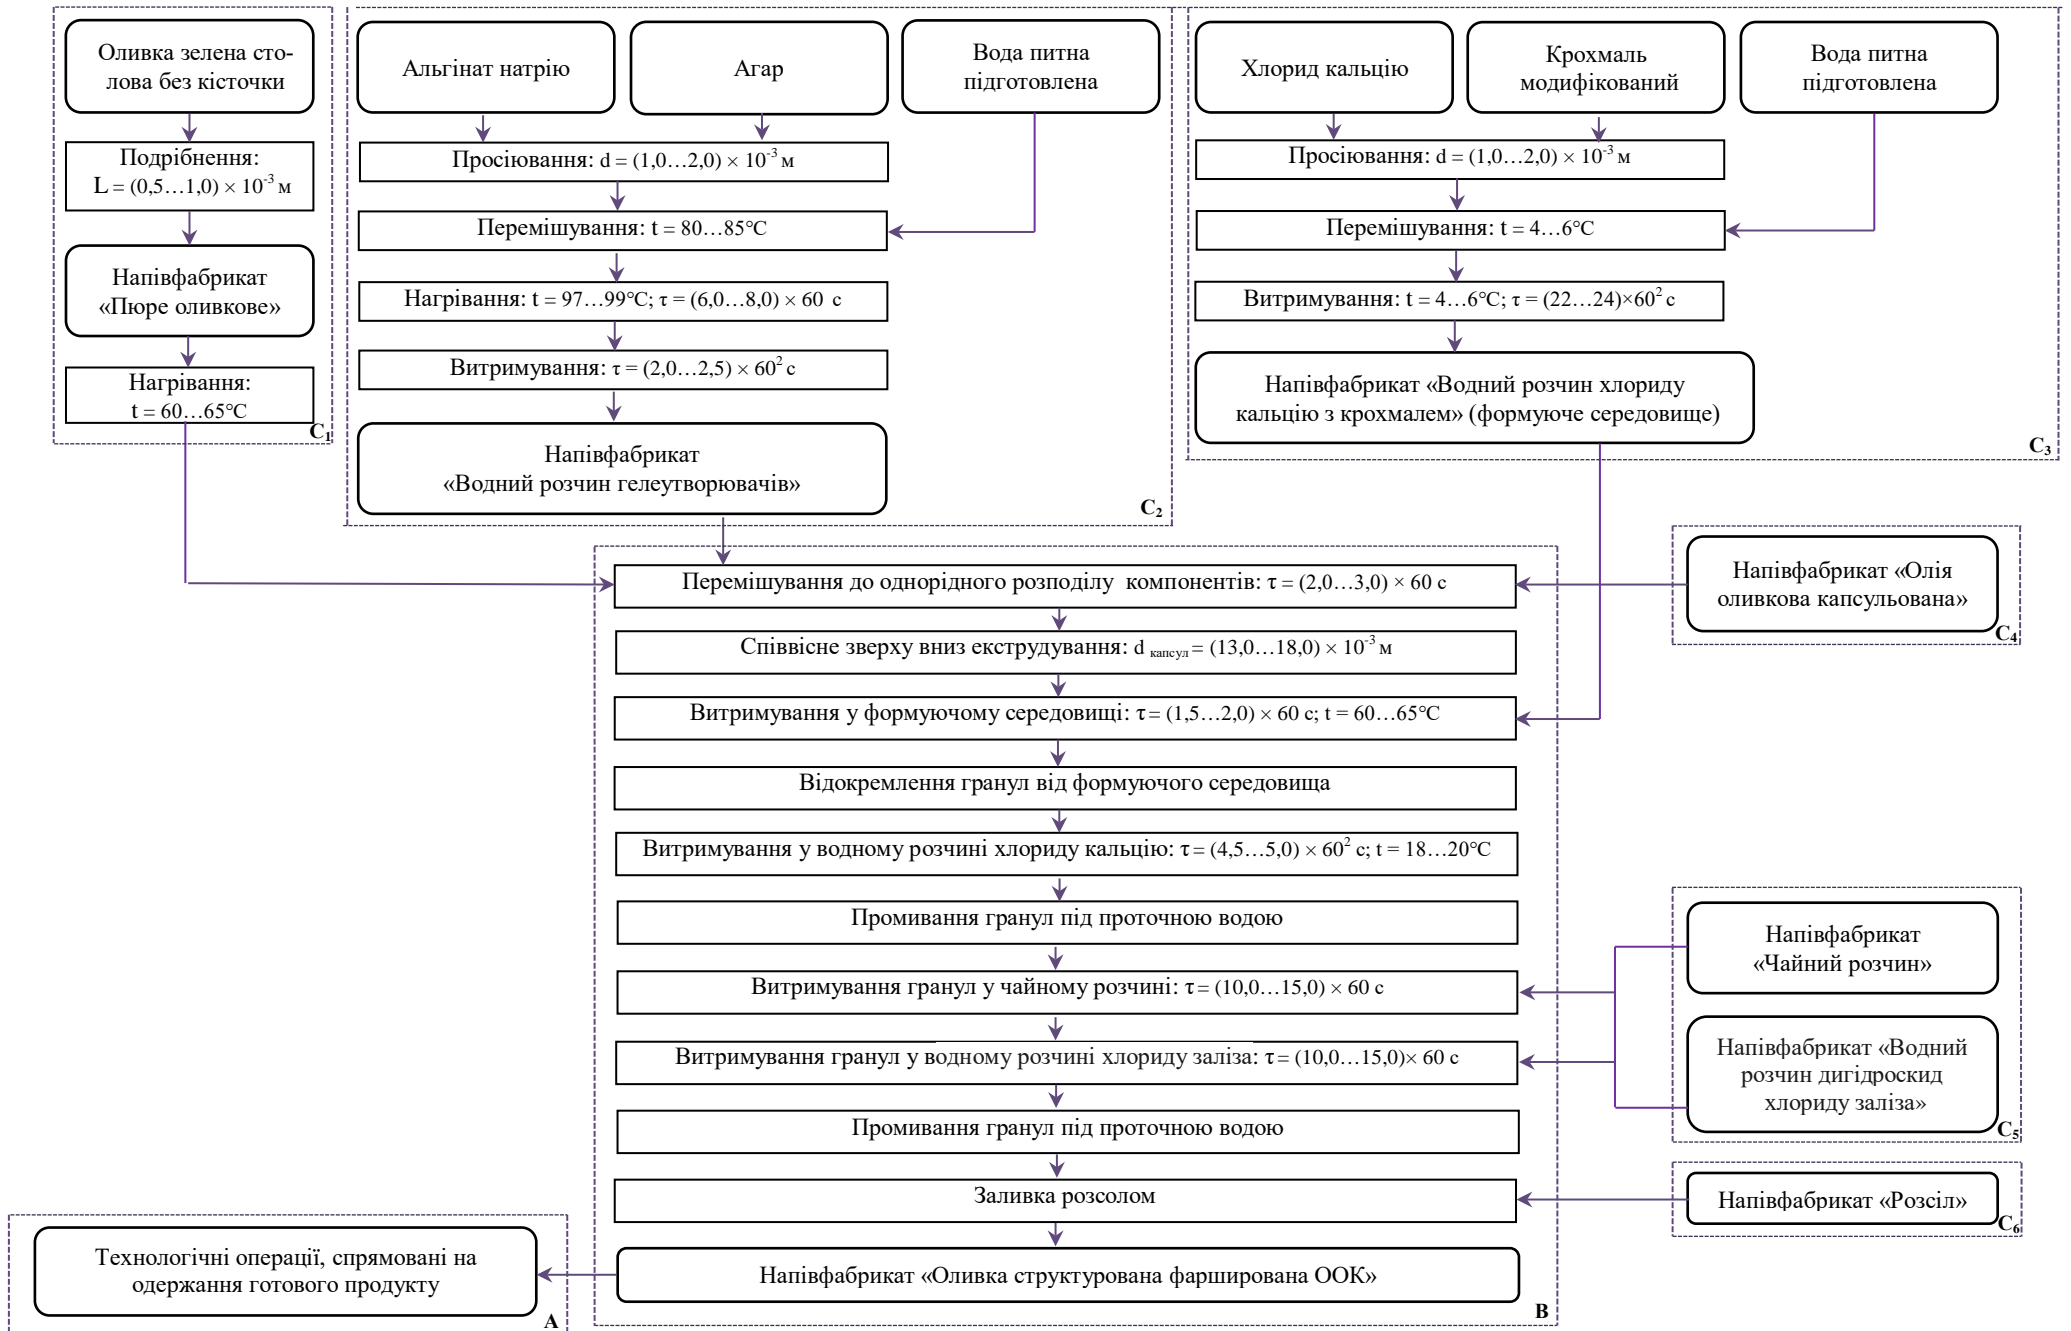 Оливка зелена сто-
лова без кісточки
Подрібнення:
L = (0,5…1,0) × 10⁻³ м
Напівфабрикат
«Пюре оливкове»
Нагрівання:
t = 60…65°C
C₁
Альгінат натрію
Агар
Вода питна
підготовлена
Просіювання: d = (1,0…2,0) × 10⁻³ м
Перемішування: t = 80…85°C
Нагрівання: t = 97…99°C; τ = (6,0…8,0) × 60 с
Витримування: τ = (2,0…2,5) × 60² с
Напівфабрикат
«Водний розчин гелеутворювачів»
C₂
Хлорид кальцію
Крохмаль
модифікований
Вода питна
підготовлена
Просіювання: d = (1,0…2,0) × 10⁻³ м
Перемішування: t = 4…6°C
Витримування: t = 4…6°C; τ = (22…24)×60² с
Напівфабрикат «Водний розчин хлориду
кальцію з крохмалем» (формуюче середовище)
C₃
Перемішування до однорідного розподілу компонентів: τ = (2,0…3,0) × 60 с
Напівфабрикат «Олія
оливкова капсульована»
C₄
Співвісне зверху вниз екструдування: d капсул = (13,0…18,0) × 10⁻³ м
Витримування у формуючому середовищі: τ = (1,5…2,0) × 60 с; t = 60…65°C
Відокремлення гранул від формуючого середовища
Витримування у водному розчині хлориду кальцію: τ = (4,5…5,0) × 60² с; t = 18…20°C
Промивання гранул під проточною водою
Витримування гранул у чайному розчині: τ = (10,0…15,0) × 60 с
Витримування гранул у водному розчині хлориду заліза: τ = (10,0…15,0)× 60 с
Напівфабрикат
«Чайний розчин»
Напівфабрикат «Водний
розчин дигідроскид
хлориду заліза»
C₅
Промивання гранул під проточною водою
Заливка розсолом
Напівфабрикат «Розсіл»
C₆
Напівфабрикат «Оливка структурована фарширована ООК»
B
Технологічні операції, спрямовані на
одержання готового продукту
A